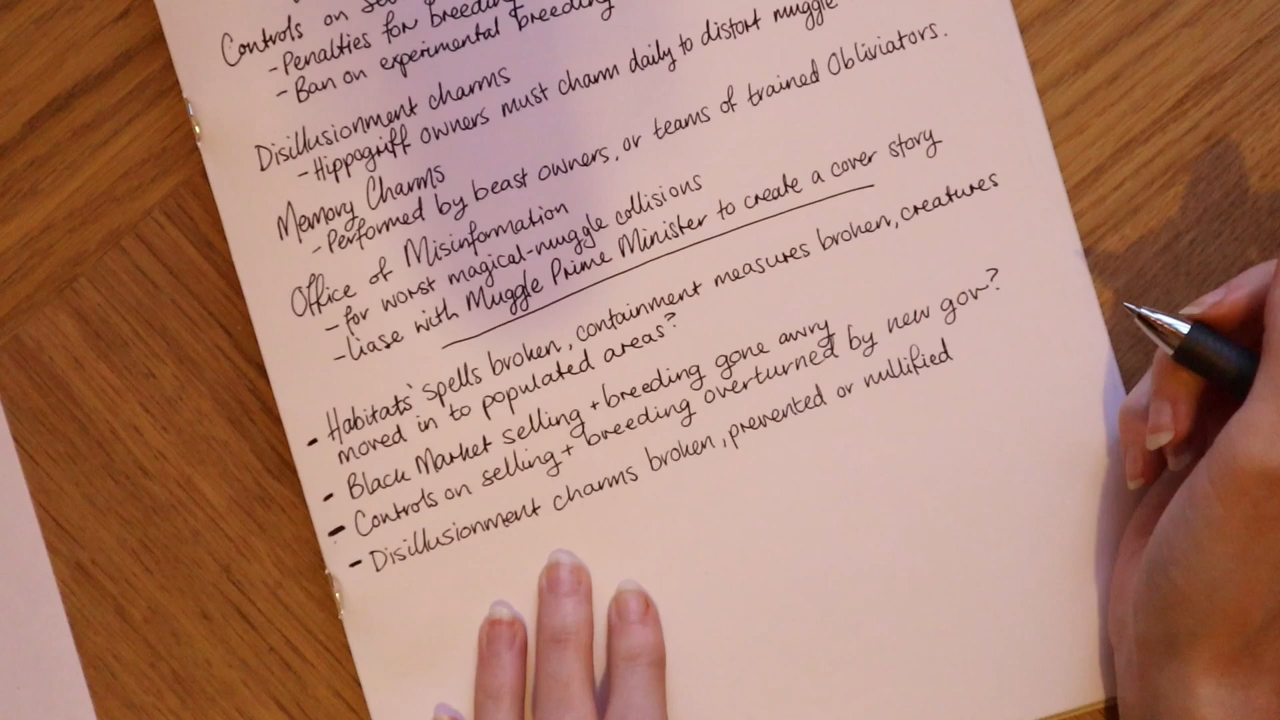 Controls on
- Penalties for breeding
- Ban on experimental breeding
Disillusionment charms
- Hippogriff owners must charm daily to distort muggle
Memory Charms
- Performed by beast owners, or teams of trained Obliviators.
Office of Misinformation
- for worst magical-muggle collisions
- Liase with Muggle Prime Minister to create a cover story
- Habitats' spells broken, containment measures broken, creatures
moved in to populated areas?
- Black Market selling + breeding gone awry
- Controls on selling + breeding overturned by new gov?
- Disillusionment charms broken, prevented or nullified